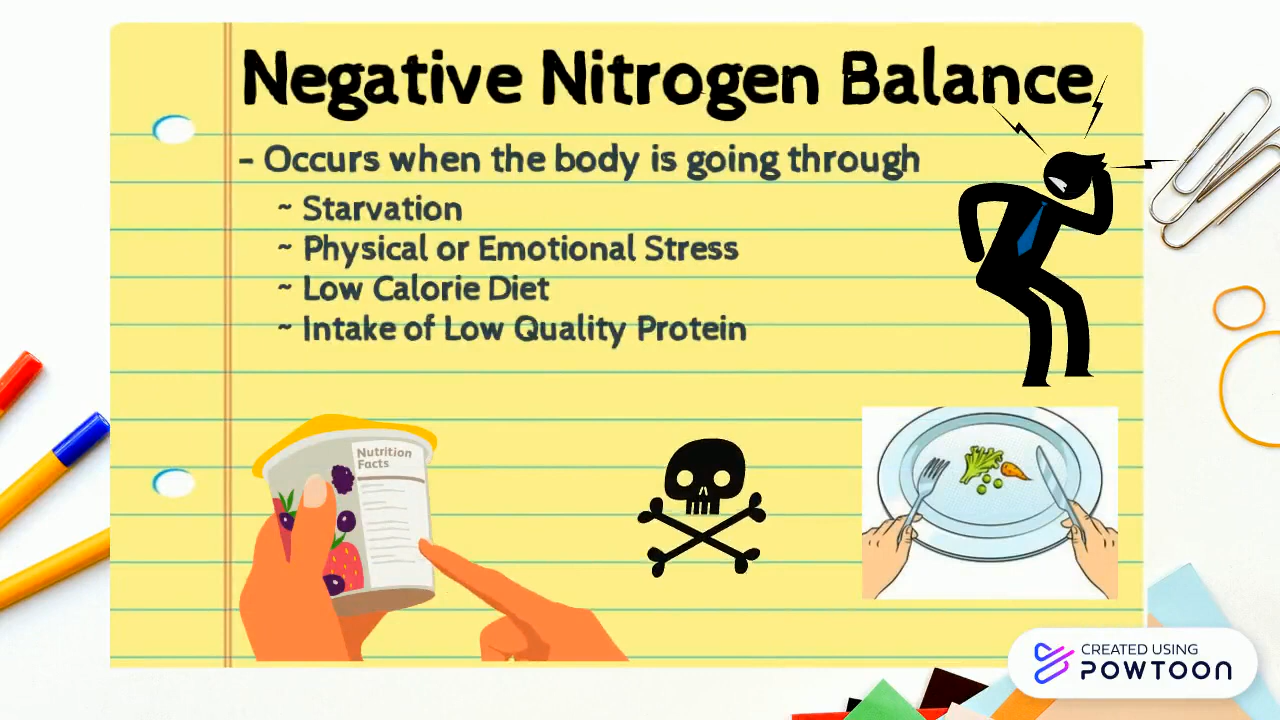 Negative Nitrogen Balance
- Occurs when the body is going through
~ Starvation
~ Physical or Emotional Stress
~ Low Calorie Diet
~ Intake of Low Quality Protein
Nutrition
Facts
CREATED USING
POWTOON